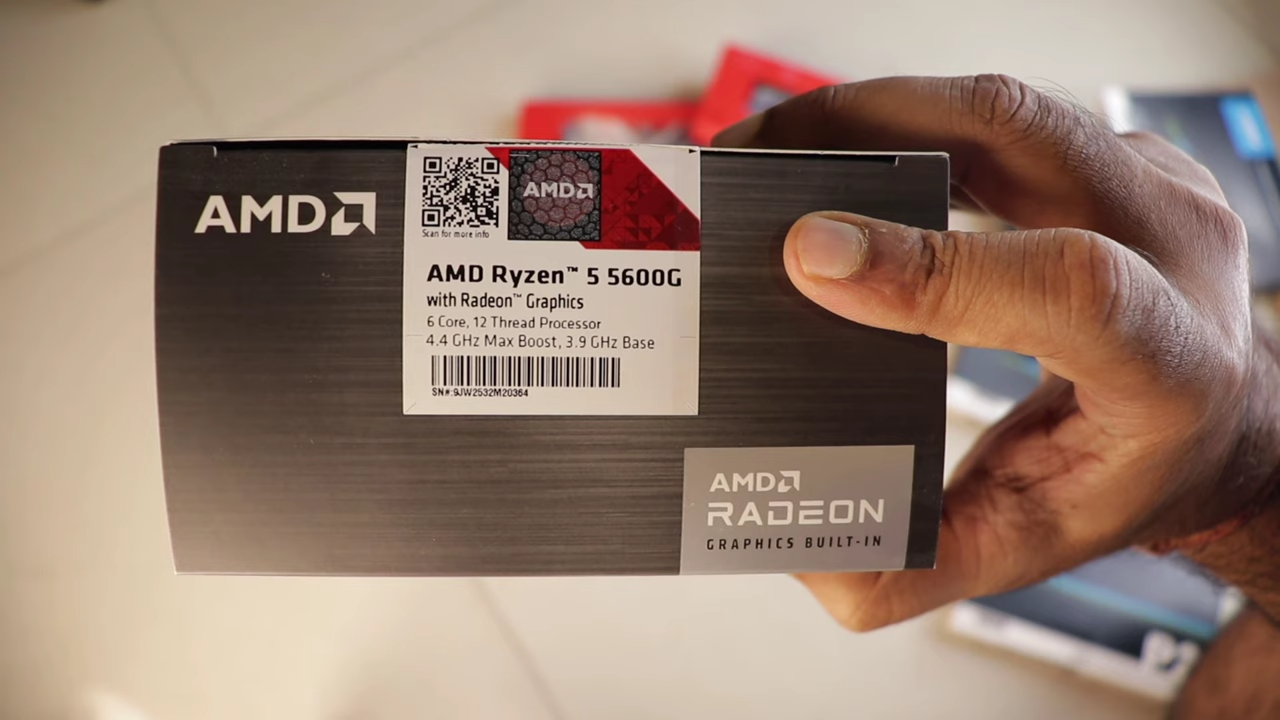 AMD
Scan for more info
AMD
AMD Ryzen™ 5 5600G
with Radeon™ Graphics
6 Core, 12 Thread Processor
4.4 GHz Max Boost, 3.9 GHz Base
SN#:9JW2532M20364
AMD
RADEON
GRAPHICS BUILT-IN